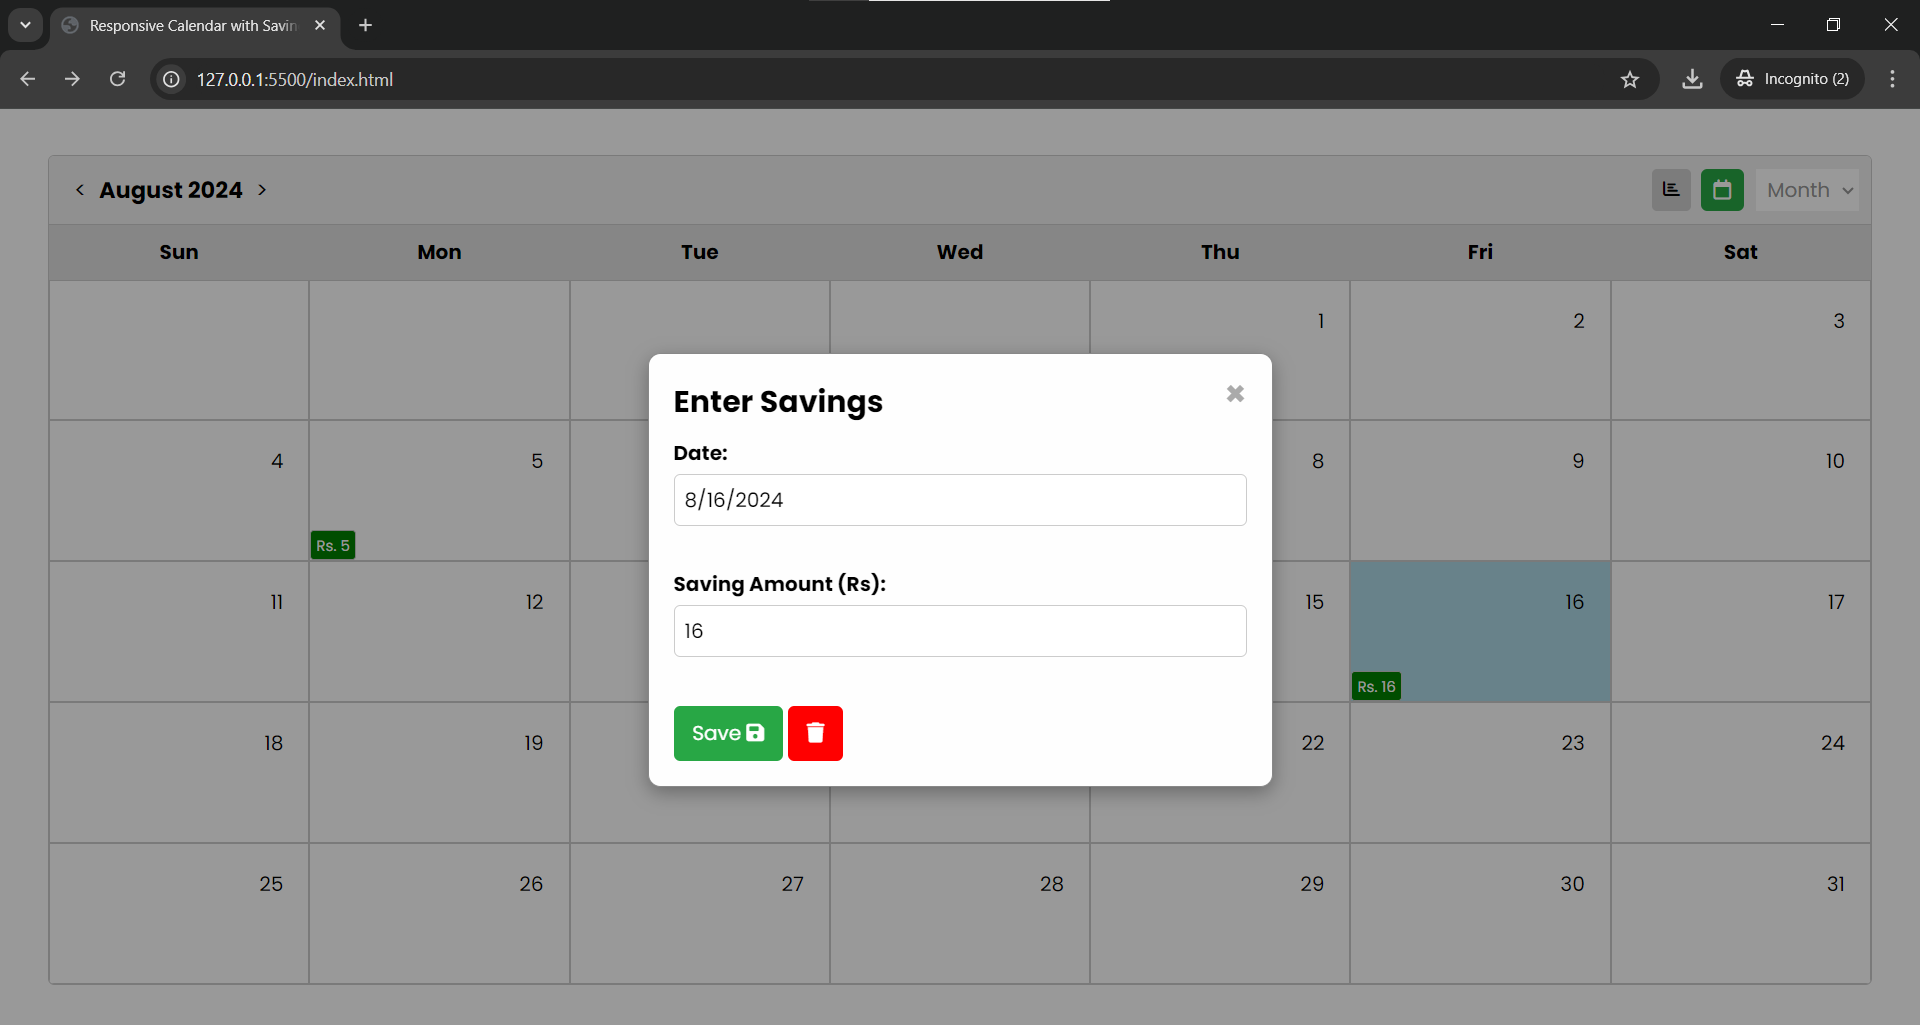 Responsive Calendar with Savin
127.0.0.1:5500/index.html
Incognito (2)
< August 2024 >
Month
Sun Mon Tue Wed Thu Fri Sat
1 2 3
Enter Savings
Date:
8/16/2024
4 5 8 9 10
Rs. 5
Saving Amount (Rs):
16
11 12 15 16 17
Rs. 16
Save
18 19 22 23 24
25 26 27 28 29 30 31